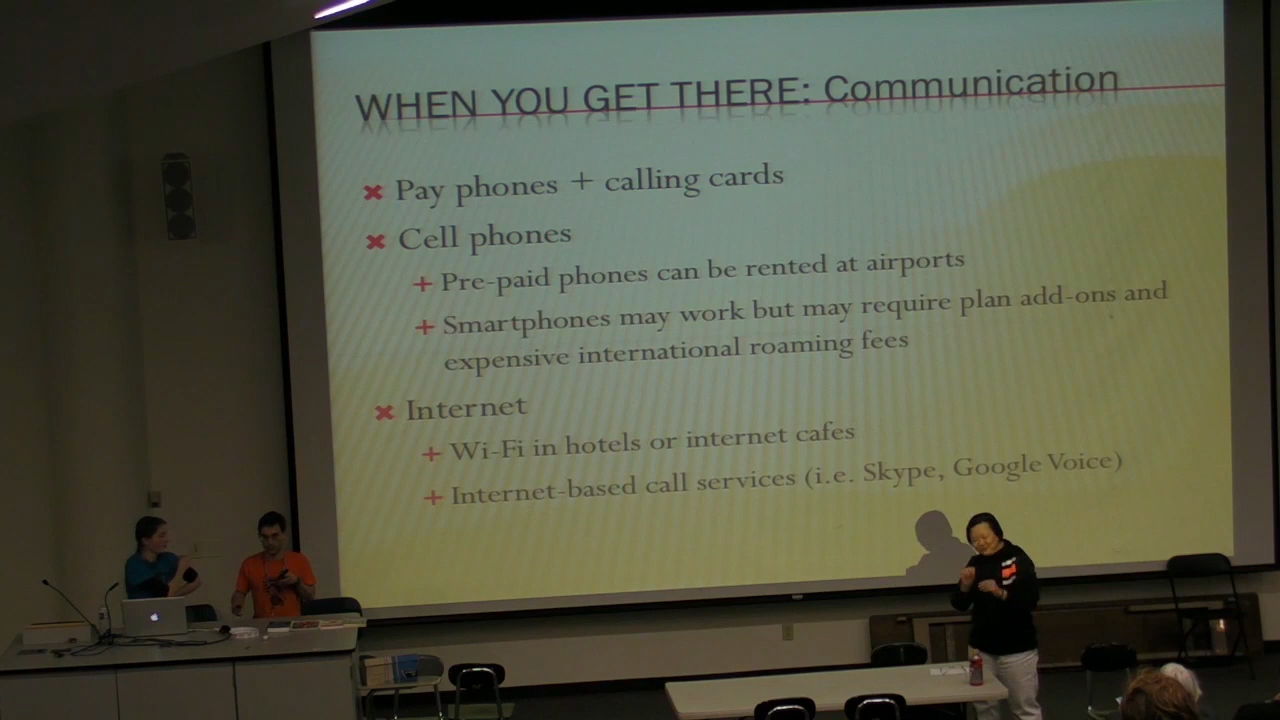 WHEN YOU GET THERE: Communication
Pay phones + calling cards
Cell phones
+ Pre-paid phones can be rented at airports
+ Smartphones may work but may require plan add-ons and
expensive international roaming fees
Internet
+ Wi-Fi in hotels or internet cafes
+ Internet-based call services (i.e. Skype, Google Voice)